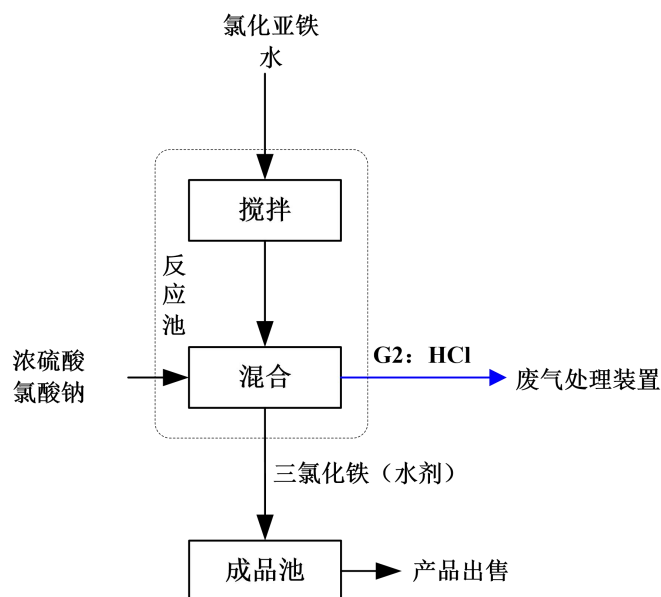 氯化亚铁
水
搅拌
反
应
池
浓硫酸
氯酸钠
混合
G2：HCl
废气处理装置
三氯化铁（水剂）
成品池
产品出售